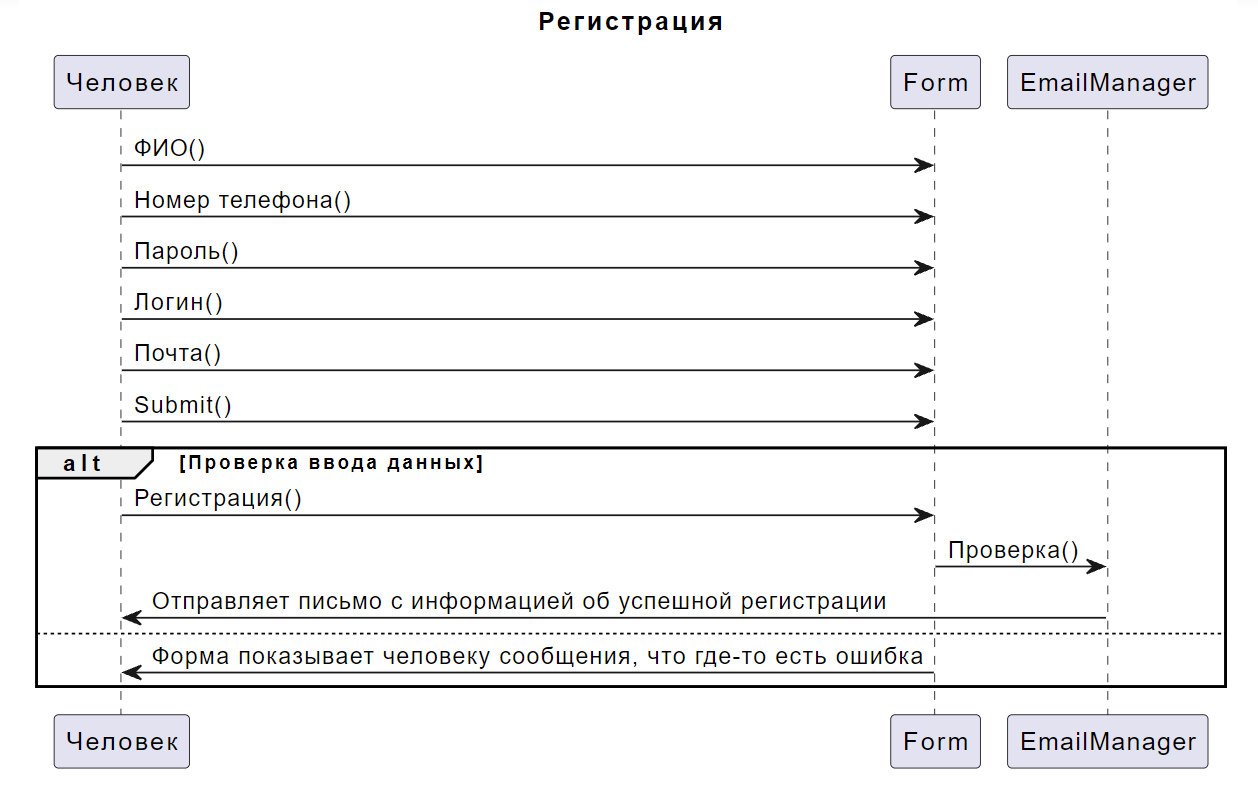 Регистрация
Человек Form EmailManager
ФИО()
Номер телефона()
Пароль()
Логин()
Почта()
Submit()
alt [Проверка ввода данных]
Регистрация()
Проверка()
Отправляет письмо с информацией об успешной регистрации
Форма показывает человеку сообщения, что где-то есть ошибка
Человек Form EmailManager